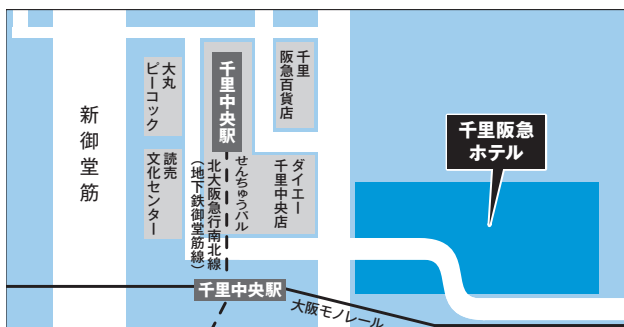 新御堂筋
大丸
ピーコック
読売
文化センター
千里中央駅
千里
阪急百貨店
せんちゅうパル
北大阪急行南北線
（地下鉄御堂筋線）
ダイエー
千里中央店
千里阪急
ホテル
千里中央駅
大阪モノレール